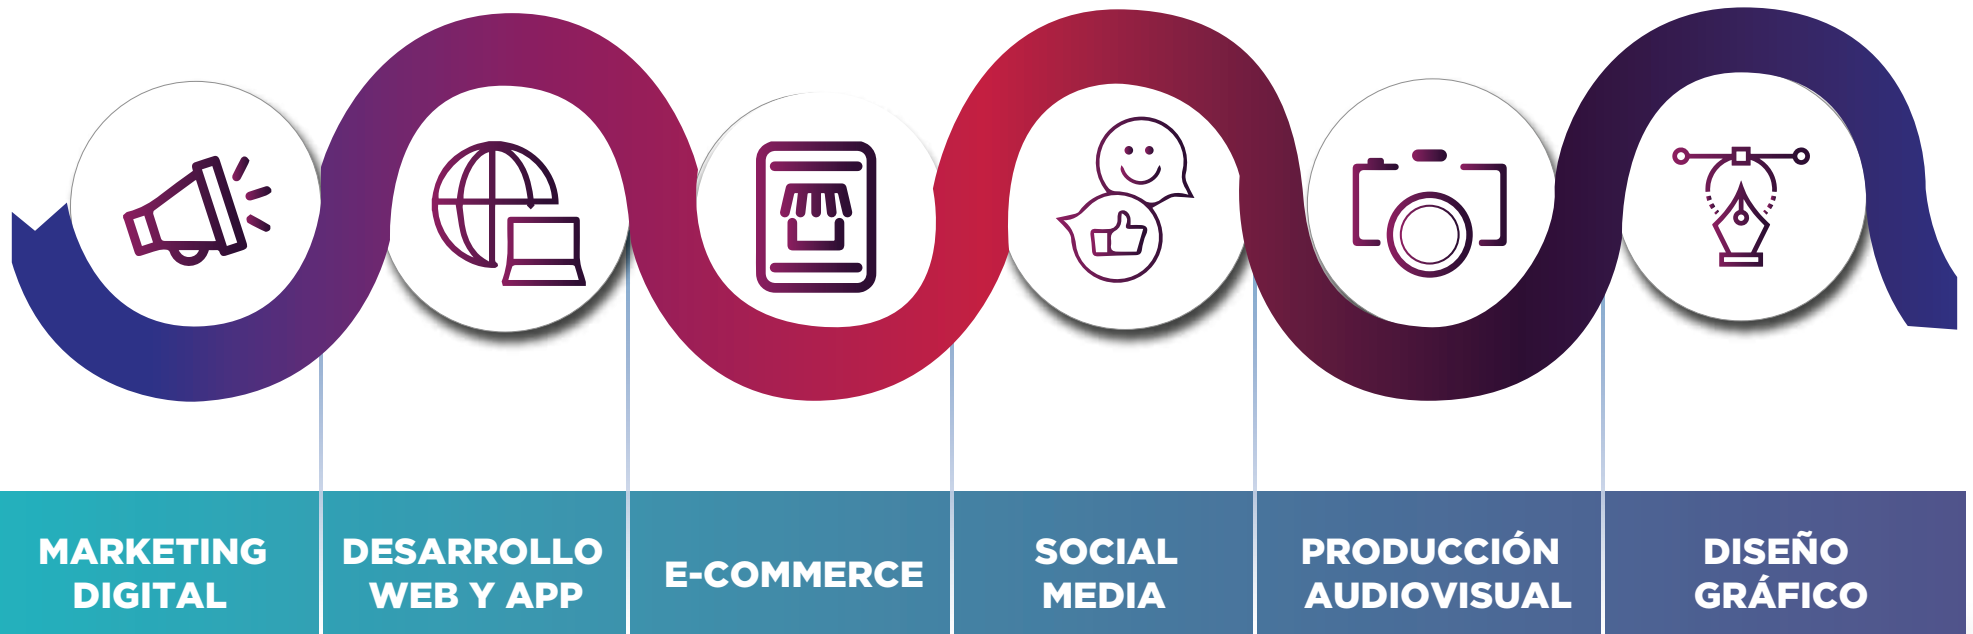 MARKETING
DIGITAL
DESARROLLO
WEB Y APP
E-COMMERCE
SOCIAL
MEDIA
PRODUCCIÓN
AUDIOVISUAL
DISEÑO
GRÁFICO